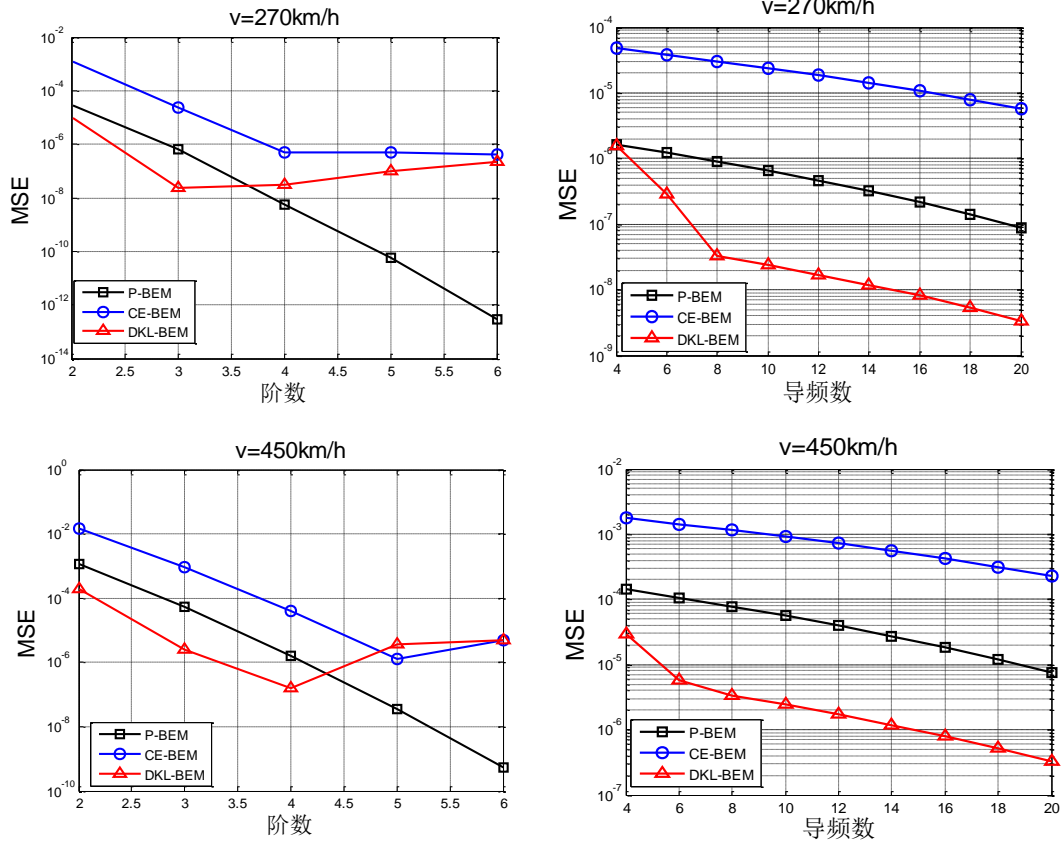 v=270km/h
MSE
10^-2
10^-4
10^-6
10^-8
10^-10
10^-12
10^-14
P-BEM
CE-BEM
DKL-BEM
2 2.5 3 3.5 4 4.5 5 5.5 6
阶数
v=270km/h
MSE
10^-4
10^-5
10^-6
10^-7
10^-8
10^-9
P-BEM
CE-BEM
DKL-BEM
4 6 8 10 12 14 16 18 20
导频数
v=450km/h
MSE
10^0
10^-2
10^-4
10^-6
10^-8
10^-10
P-BEM
CE-BEM
DKL-BEM
2 2.5 3 3.5 4 4.5 5 5.5 6
阶数
v=450km/h
MSE
10^-2
10^-3
10^-4
10^-5
10^-6
10^-7
P-BEM
CE-BEM
DKL-BEM
4 6 8 10 12 14 16 18 20
导频数